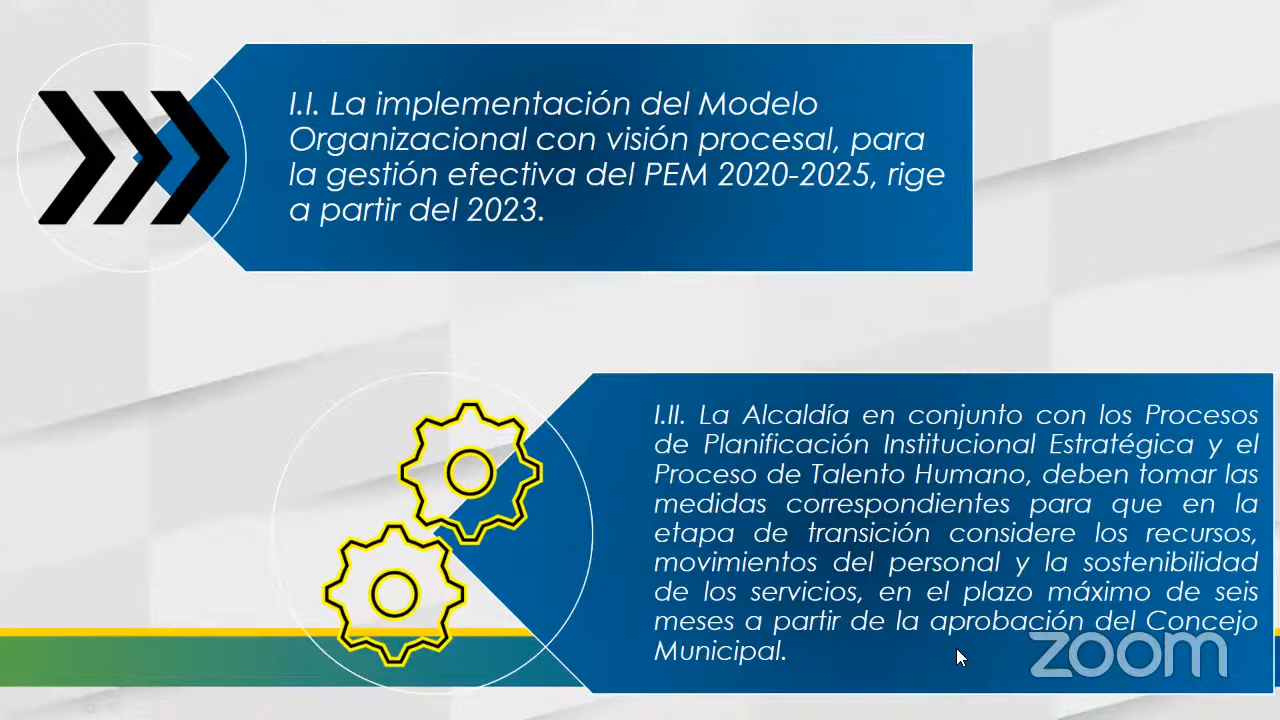 I.I. La implementación del Modelo
Organizacional con visión procesal, para
la gestión efectiva del PEM 2020-2025, rige
a partir del 2023.
I.II. La Alcaldía en conjunto con los Procesos
de Planificación Institucional Estratégica y el
Proceso de Talento Humano, deben tomar las
medidas correspondientes para que en la
etapa de transición considere los recursos,
movimientos del personal y la sostenibilidad
de los servicios, en el plazo máximo de seis
meses a partir de la aprobación del Concejo
Municipal.
zoom